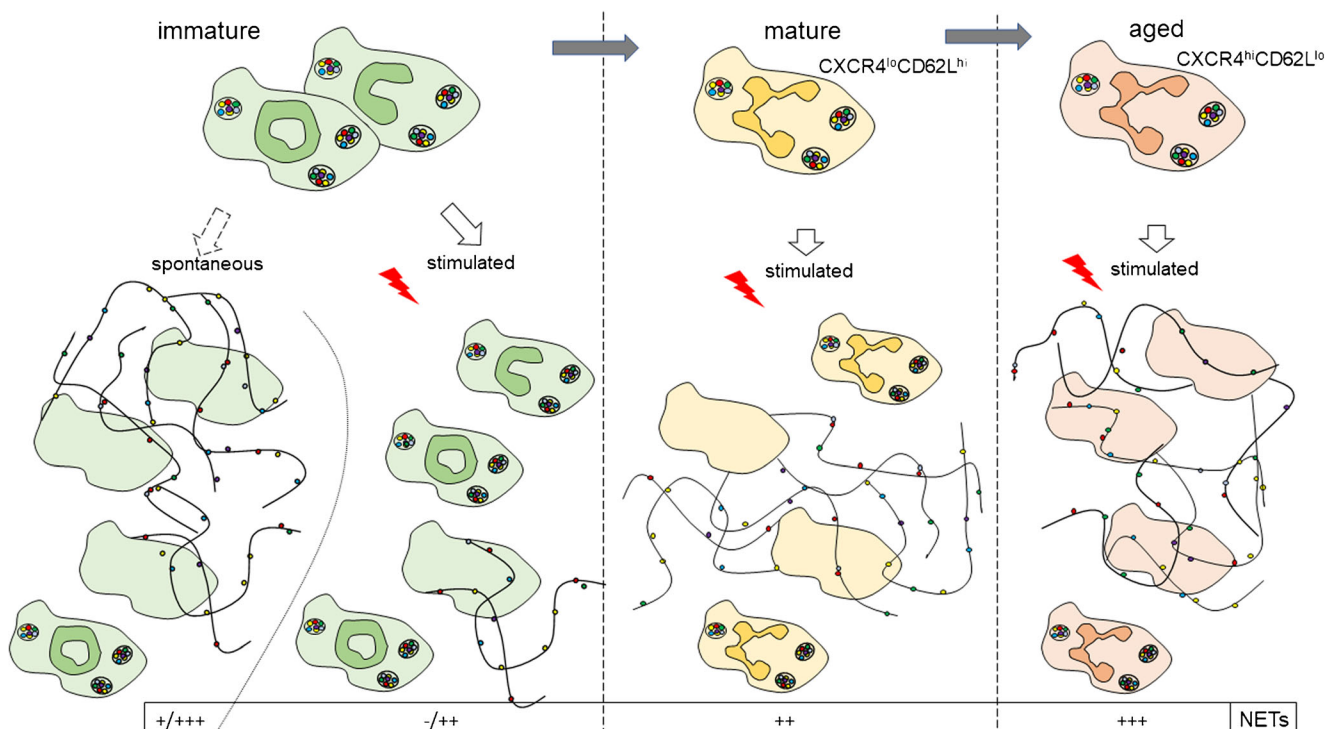 immature
mature
CXCR4loCD62Lhi
aged
CXCR4hiCD62Llo
spontaneous
stimulated
stimulated
stimulated
+/+++
-/++
++
+++
NETs